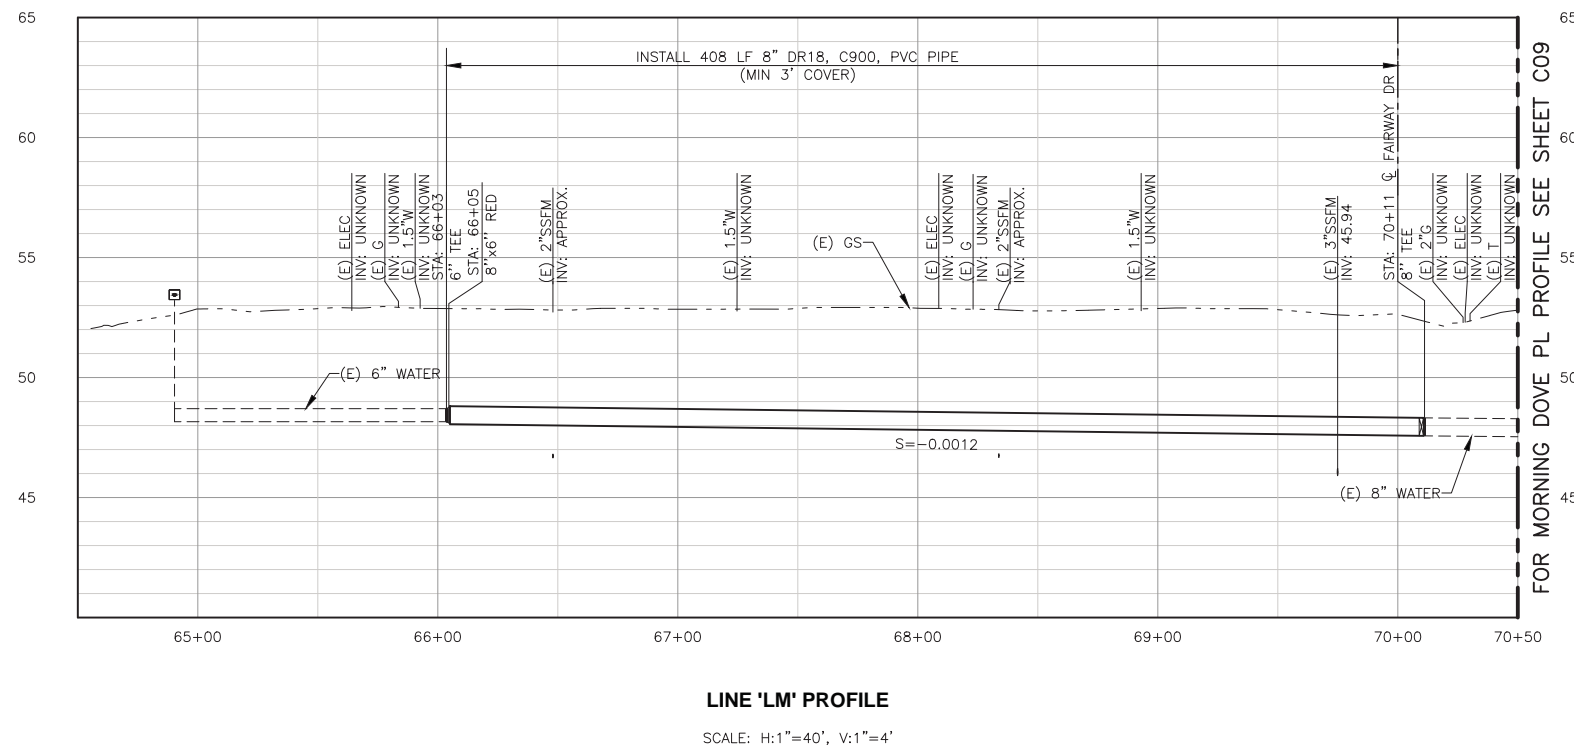 65
60
55
50
45
65
60
55
50
45
INSTALL 408 LF 8" DR18, C900, PVC PIPE
(MIN 3' COVER)
(E) ELEC
INV: UNKNOWN
(E) G
INV: UNKNOWN
(E) 1.5"W
INV: UNKNOWN
STA: 66+03
6" TEE
STA: 66+05
8"x6" RED
(E) 2"SSFM
INV: APPROX.
(E) 1.5"W
INV: UNKNOWN
(E) GS
(E) ELEC
INV: UNKNOWN
(E) G
INV: UNKNOWN
(E) 2"SSFM
INV: APPROX.
(E) 1.5"W
INV: UNKNOWN
(E) 3"SSFM
INV: 45.94
℄ FAIRWAY DR
STA: 70+11
8" TEE
(E) 2"G
INV: UNKNOWN
(E) ELEC
INV: UNKNOWN
(E) T
INV: UNKNOWN
(E) 6" WATER
S=-0.0012
(E) 8" WATER
FOR MORNING DOVE PL PROFILE SEE SHEET C09
65+00
66+00
67+00
68+00
69+00
70+00
70+50
LINE 'LM' PROFILE
SCALE: H:1"=40', V:1"=4'